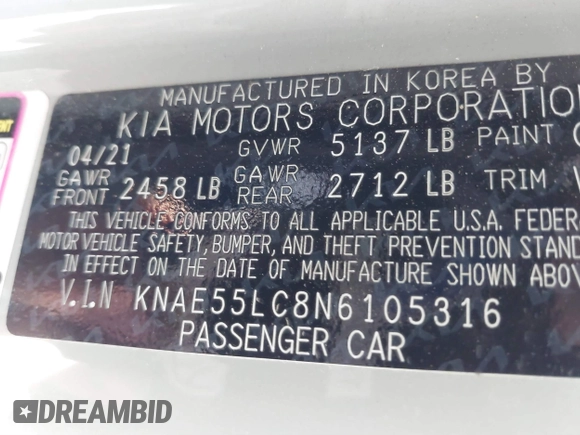 MANUFACTURED IN KOREA BY
KIA MOTORS CORPORATION
04/21 GVWR 5137 LB PAINT
GAWR FRONT 2458 LB GAWR REAR 2712 LB TRIM
THIS VEHICLE CONFORMS TO ALL APPLICABLE U.S.A. FEDER
MOTOR VEHICLE SAFETY, BUMPER, AND THEFT PREVENTION STAND
IN EFFECT ON THE DATE OF MANUFACTURE SHOWN ABOV
V.I.N KNAE55LC8N6105316
PASSENGER CAR
DREAMBID